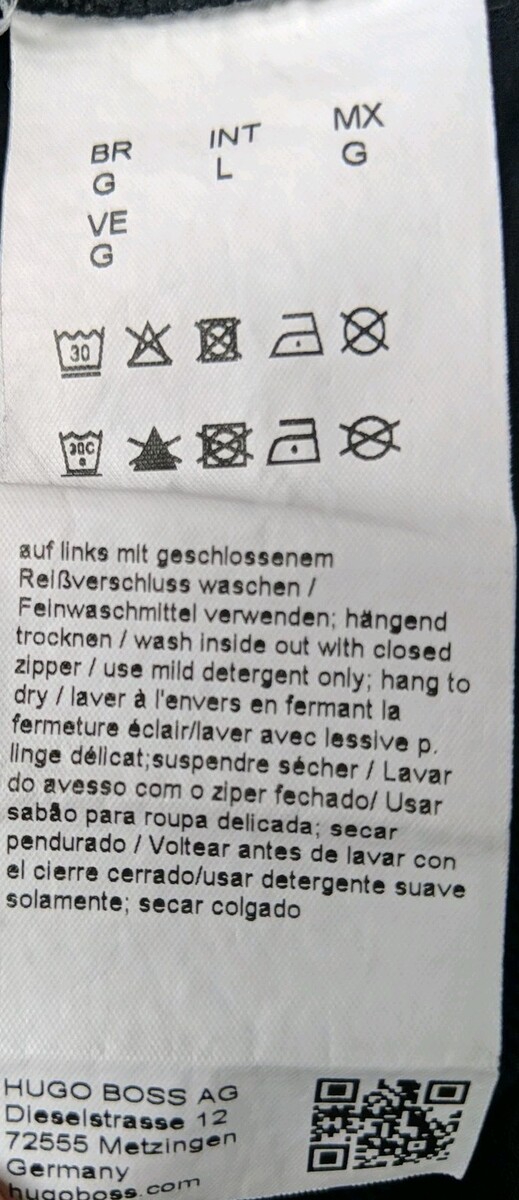 BR INT MX
G L G
VE
G
30
30C
auf links mit geschlossenem
Reißverschluss waschen /
Feinwaschmittel verwenden; hängend
trocknen / wash inside out with closed
zipper / use mild detergent only; hang to
dry / laver à l'envers en fermant la
fermeture éclair/laver avec lessive p.
linge délicat;suspendre sécher / Lavar
do avesso com o ziper fechado/ Usar
sabão para roupa delicada; secar
pendurado / Voltear antes de lavar con
el cierre cerrado/usar detergente suave
solamente; secar colgado
HUGO BOSS AG
Dieselstrasse 12
72555 Metzingen
Germany
hugoboss.com